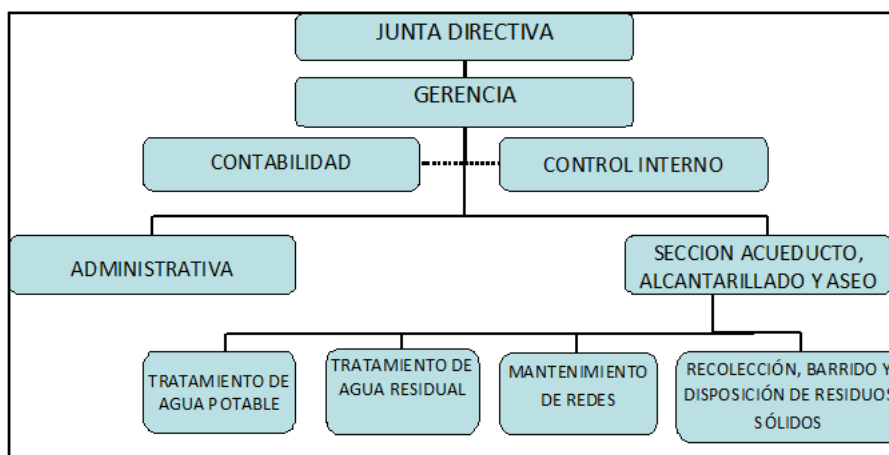 JUNTA DIRECTIVA
GERENCIA
CONTABILIDAD
CONTROL INTERNO
ADMINISTRATIVA
SECCION ACUEDUCTO,
ALCANTARILLADO Y ASEO
TRATAMIENTO DE
AGUA POTABLE
TRATAMIENTO DE
AGUA RESIDUAL
MANTENIMIENTO
DE REDES
RECOLECCIÓN, BARRIDO Y
DISPOSICIÓN DE RESIDUOS
SÓLIDOS